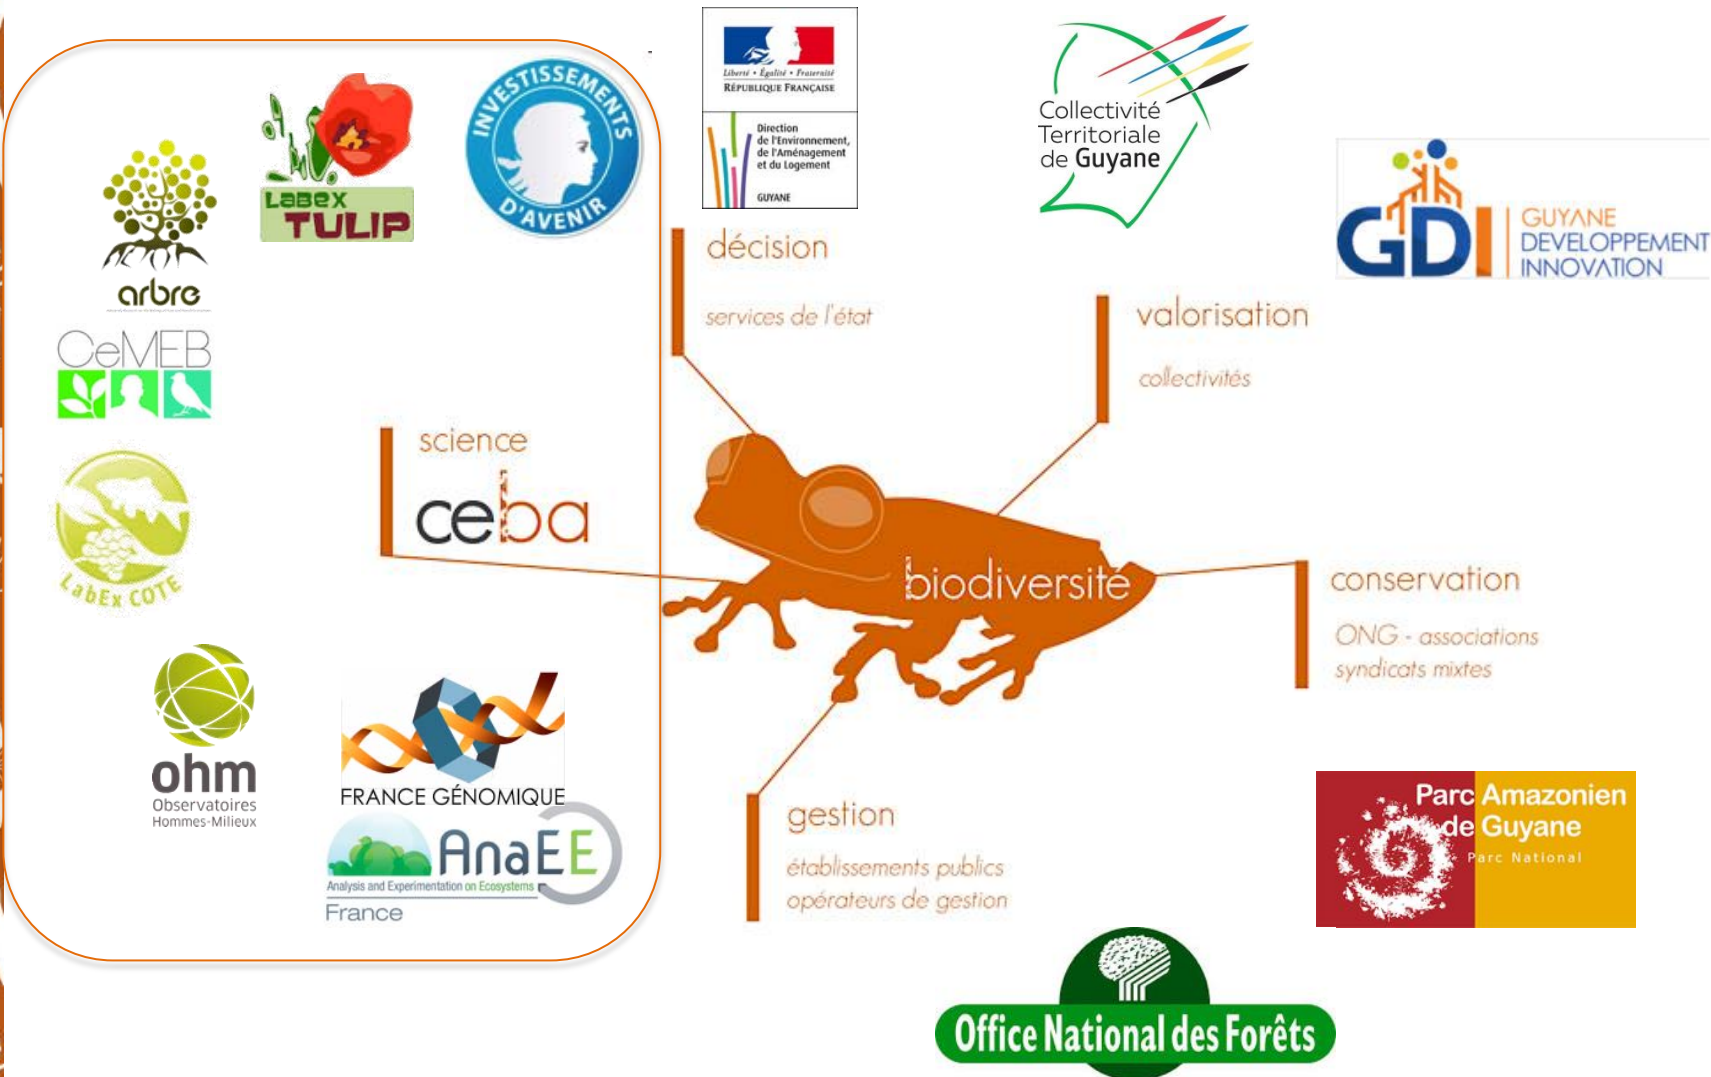 Labex
TULIP
INVESTISSEMENTS
D'AVENIR
arbre
CeMEB
LabEx COTE
science
ceba
ohm
Observatoires
Hommes-Milieux
FRANCE GÉNOMIQUE
AnaEE
Analysis and Experimentation on Ecosystems
France
Liberté • Égalité • Fraternité
RÉPUBLIQUE FRANÇAISE
Direction
de l'Environnement,
de l'Aménagement
et du Logement
GUYANE
décision
services de l'état
Collectivité
Territoriale
de Guyane
GDI
GUYANE
DEVELOPPEMENT
INNOVATION
valorisation
collectivités
biodiversité
conservation
ONG - associations
syndicats mixtes
gestion
établissements publics
opérateurs de gestion
Parc Amazonien
de Guyane
Parc National
Office National des Forêts